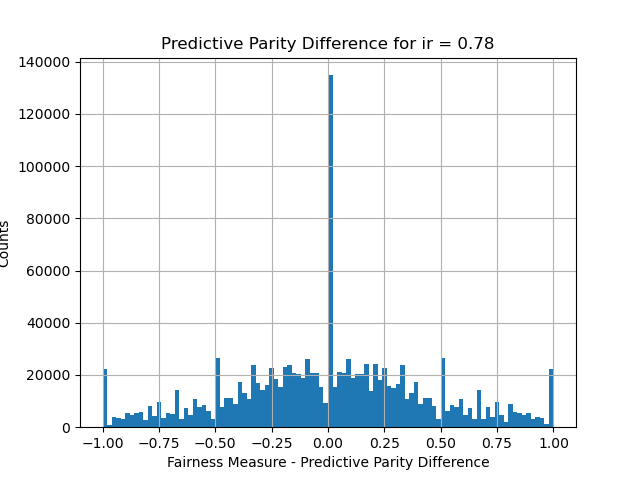 Predictive Parity Difference for ir = 0.78
140000
120000
100000
80000
60000
40000
20000
0
Counts
−1.00 −0.75 −0.50 −0.25 0.00 0.25 0.50 0.75 1.00
Fairness Measure - Predictive Parity Difference